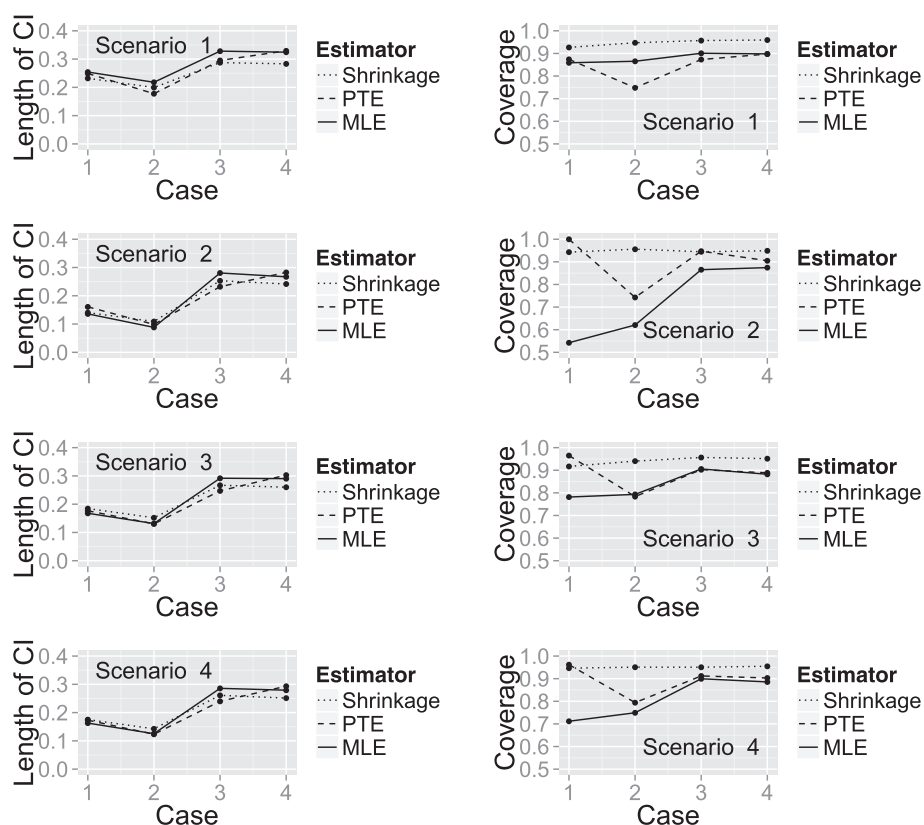 Length of CI
0.4
0.3
0.2
0.1
0.0
Scenario 1
1 2 3 4
Case
Estimator
Shrinkage
PTE
MLE
Coverage
1.0
0.9
0.8
0.7
0.6
0.5
Scenario 1
1 2 3 4
Case
Estimator
Shrinkage
PTE
MLE
Length of CI
0.4
0.3
0.2
0.1
0.0
Scenario 2
1 2 3 4
Case
Estimator
Shrinkage
PTE
MLE
Coverage
1.0
0.9
0.8
0.7
0.6
0.5
Scenario 2
1 2 3 4
Case
Estimator
Shrinkage
PTE
MLE
Length of CI
0.4
0.3
0.2
0.1
0.0
Scenario 3
1 2 3 4
Case
Estimator
Shrinkage
PTE
MLE
Coverage
1.0
0.9
0.8
0.7
0.6
0.5
Scenario 3
1 2 3 4
Case
Estimator
Shrinkage
PTE
MLE
Length of CI
0.4
0.3
0.2
0.1
0.0
Scenario 4
1 2 3 4
Case
Estimator
Shrinkage
PTE
MLE
Coverage
1.0
0.9
0.8
0.7
0.6
0.5
Scenario 4
1 2 3 4
Case
Estimator
Shrinkage
PTE
MLE